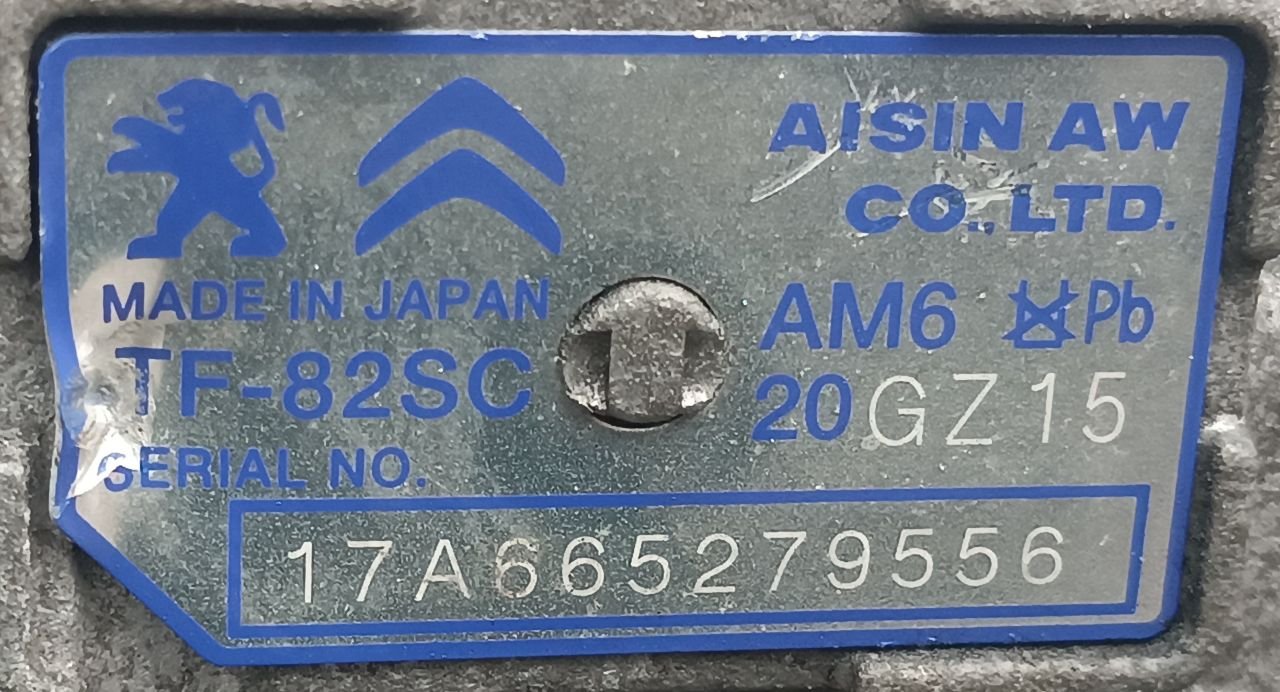 AISIN AW
CO.,LTD.
MADE IN JAPAN
TF-82SC
AM6 Pb
20GZ15
SERIAL NO.
17A665279556